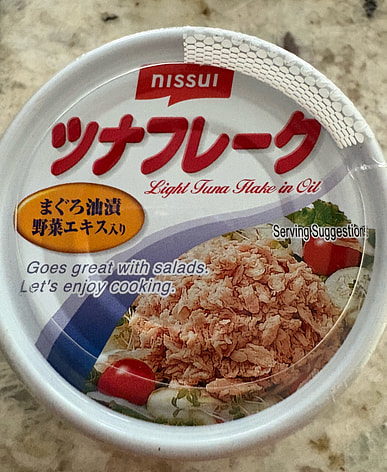 nissui
ツナフレーク
Light Tuna Flake in Oil
まぐろ油漬
野菜エキス入り
Serving Suggestion
Goes great with salads.
Let's enjoy cooking.